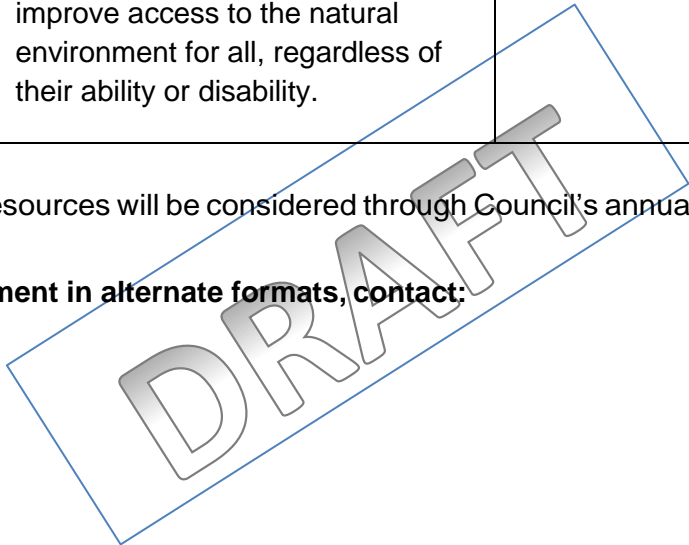 improve access to the natural
environment for all, regardless of
their ability or disability.
esources will be considered through Council's annua
ment in alternate formats, contact:
DRAFT